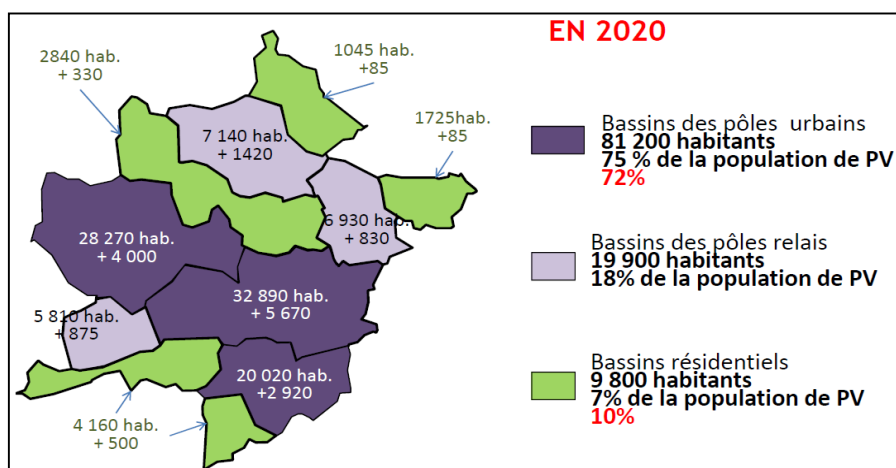 EN 2020
2840 hab.
+ 330
1045 hab.
+85
1725hab.
+85
7 140 hab.
+ 1420
6 930 hab.
+ 830
28 270 hab.
+ 4 000
32 890 hab.
+ 5 670
5 810 hab.
+ 875
20 020 hab.
+2 920
4 160 hab.
+ 500
Bassins des pôles urbains
81 200 habitants
75 % de la population de PV
72%
Bassins des pôles relais
19 900 habitants
18% de la population de PV
Bassins résidentiels
9 800 habitants
7% de la population de PV
10%